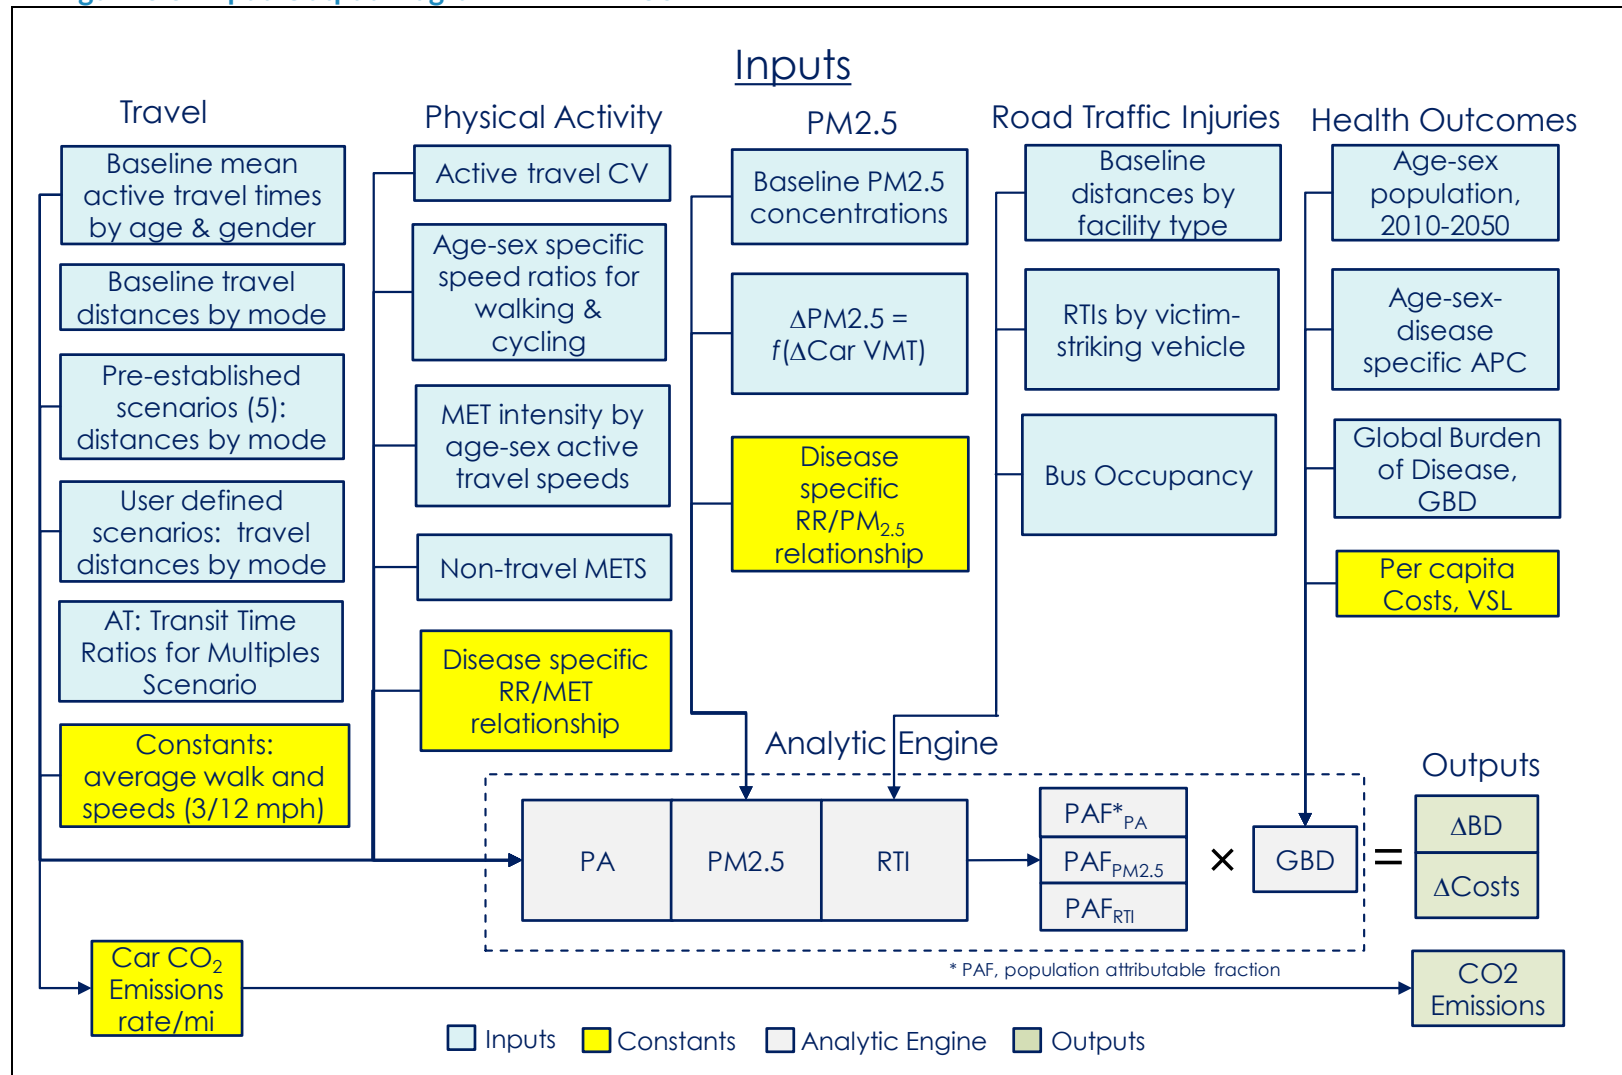 Inputs
Travel
Baseline mean
active travel times
by age & gender
Baseline travel
distances by mode
Pre-established
scenarios (5):
distances by mode
User defined
scenarios: travel
distances by mode
AT: Transit Time
Ratios for Multiples
Scenario
Constants:
average walk and
speeds (3/12 mph)
Physical Activity
Active travel CV
Age-sex specific
speed ratios for
walking &
cycling
MET intensity by
age-sex active
travel speeds
Non-travel METS
Disease specific
RR/MET
relationship
PM2.5
Baseline PM2.5
concentrations
ΔPM2.5 =
f(ΔCar VMT)
Disease
specific
RR/PM2.5
relationship
Road Traffic Injuries
Baseline
distances by
facility type
RTIs by victim-
striking vehicle
Bus Occupancy
Health Outcomes
Age-sex
population,
2010-2050
Age-sex-
disease
specific APC
Global Burden
of Disease,
GBD
Per capita
Costs, VSL
Analytic Engine
PA
PM2.5
RTI
PAF*PA
PAFPM2.5
PAFRTI
×
GBD
=
Outputs
ΔBD
ΔCosts
* PAF, population attributable fraction
Car CO2
Emissions
rate/mi
CO2
Emissions
Inputs
Constants
Analytic Engine
Outputs